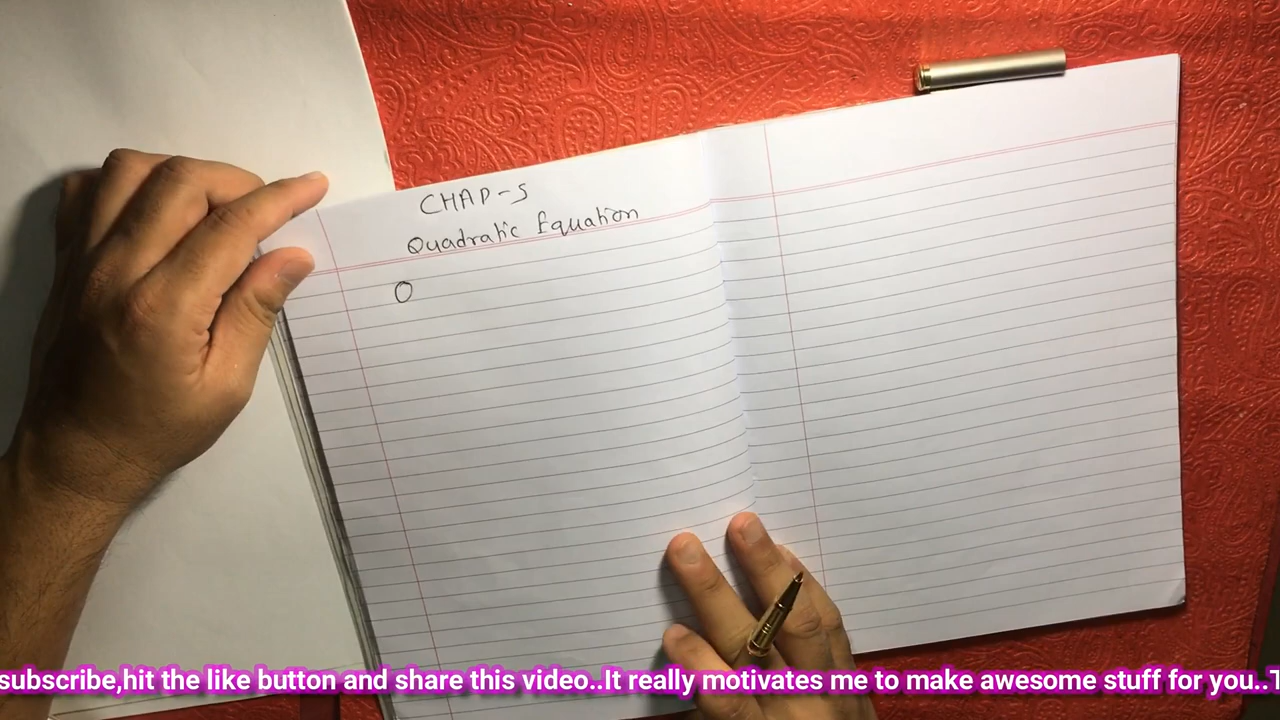 CHAP-5
Quadratic Equation
O
subscribe,hit the like button and share this video..It really motivates me to make awesome stuff for you..T